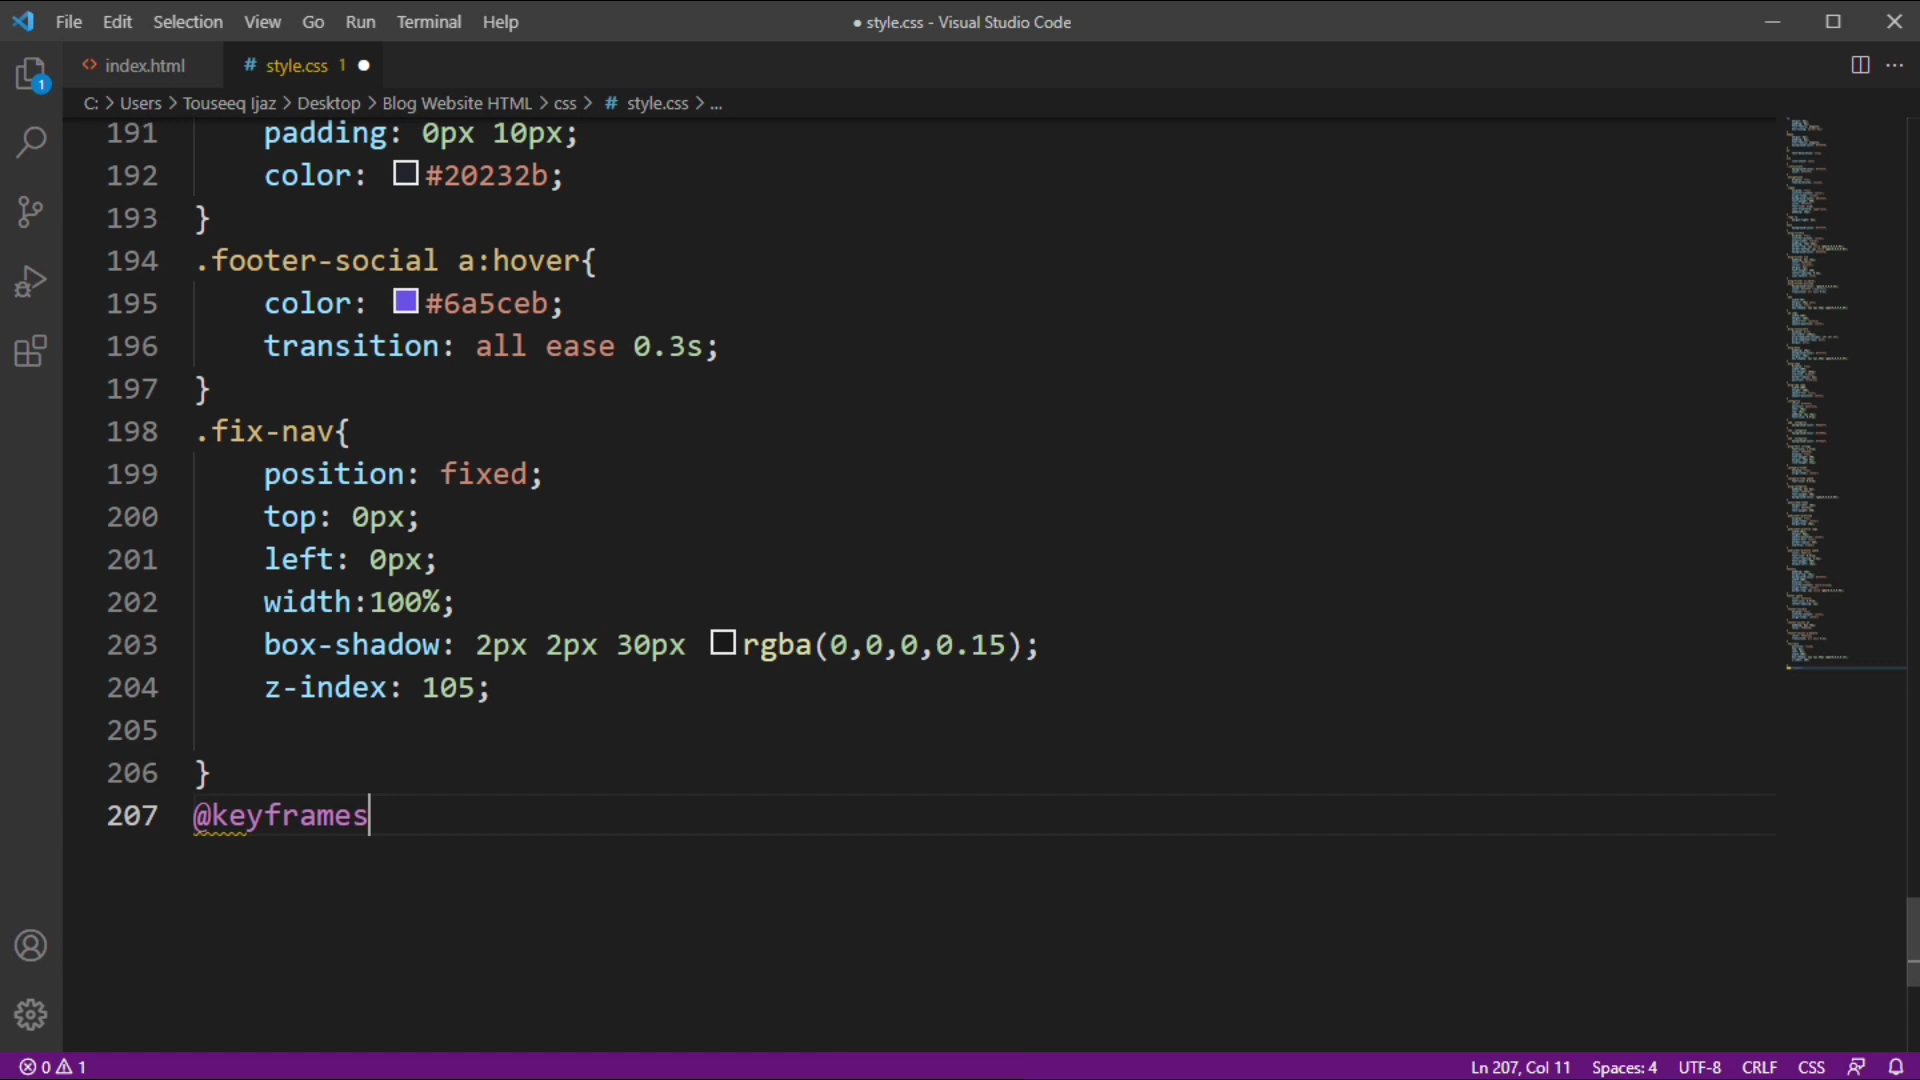 File Edit Selection View Go Run Terminal Help
● style.css - Visual Studio Code
<> index.html
# style.css 1 ●
C: > Users > Touseeq Ijaz > Desktop > Blog Website HTML > css > # style.css > ...
1
191 padding: 0px 10px;
192 color: #20232b;
193 }
194 .footer-social a:hover{
195 color: #6a5ceb;
196 transition: all ease 0.3s;
197 }
198 .fix-nav{
199 position: fixed;
200 top: 0px;
201 left: 0px;
202 width:100%;
203 box-shadow: 2px 2px 30px rgba(0,0,0,0.15);
204 z-index: 105;
205
206 }
207 @keyframes
0 1
Ln 207, Col 11 Spaces: 4 UTF-8 CRLF CSS